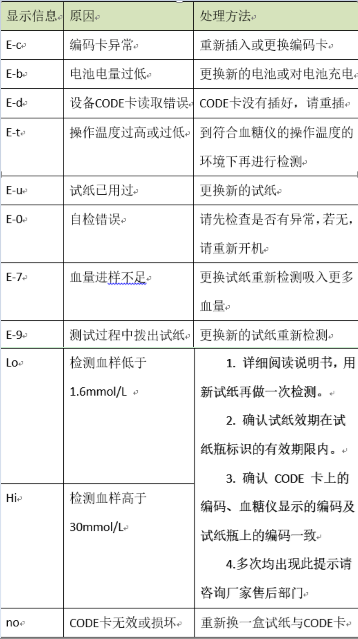 显示信息 原因 处理方法
E-c 编码卡异常 重新插入或更换编码卡
E-b 电池电量过低 更换新的电池或对电池充电
E-d 设备CODE卡读取错误 CODE卡没有插好，请重插
E-t 操作温度过高或过低 到符合血糖仪的操作温度的
环境下再进行检测
E-u 试纸已用过 更换新的试纸
E-0 自检错误 请先检查是否有异常，若无，
请重新开机
E-7 血量进样不足 更换试纸重新检测吸入更多
血量
E-9 测试过程中拨出试纸 更换新的试纸重新检测
Lo 检测血样低于
1.6mmol/L
Hi 检测血样高于
30mmol/L
1. 详细阅读说明书，用
新试纸再做一次检测。
2. 确认试纸效期在试
纸瓶标识的有效期限内。
3. 确认 CODE 卡上的
编码、血糖仪显示的编码及
试纸瓶上的编码一致
4.多次均出现此提示请
咨询厂家售后部门
no CODE卡无效或损坏 重新换一盒试纸与CODE卡